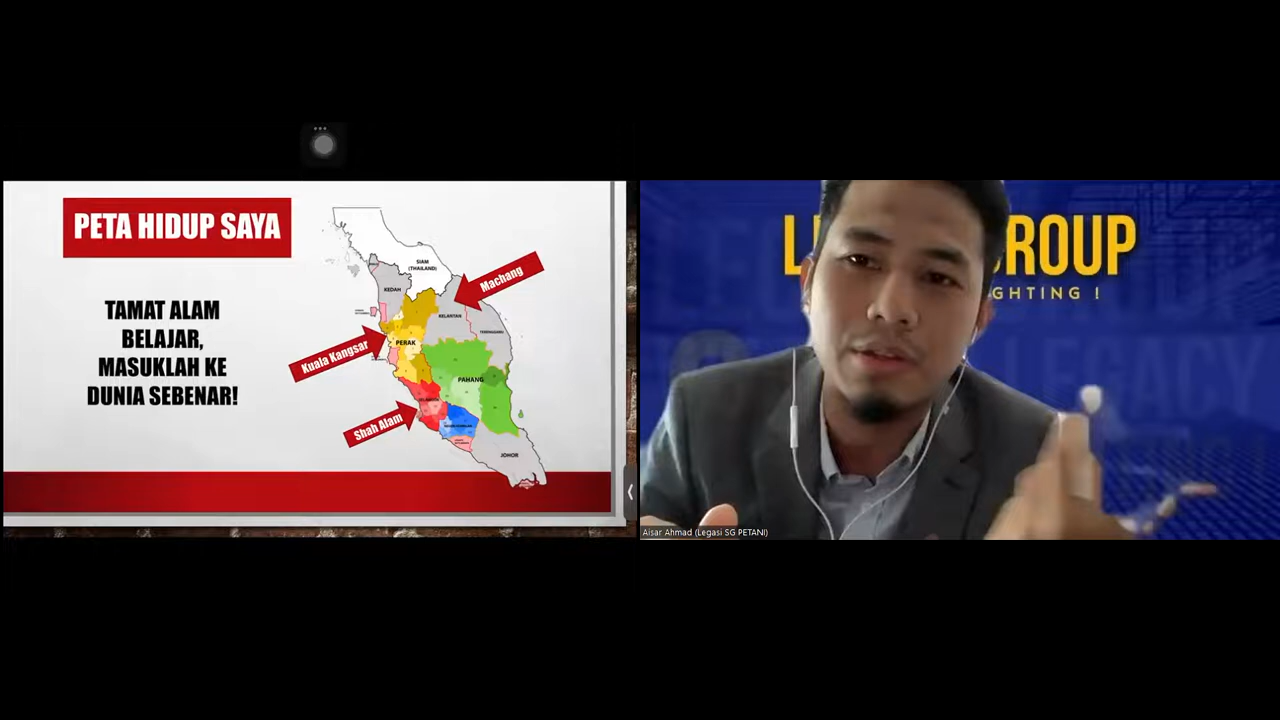 PETA HIDUP SAYA
TAMAT ALAM
BELAJAR,
MASUKLAH KE
DUNIA SEBENAR!
SIAM
(THAILAND)
KEDAH
Machang
KELANTAN
Kuala Kangsar
PERAK
PAHANG
Shah Alam
JOHOR
ROUP
GHTING !
Aisar Ahmad (Legasi SG PETANI)